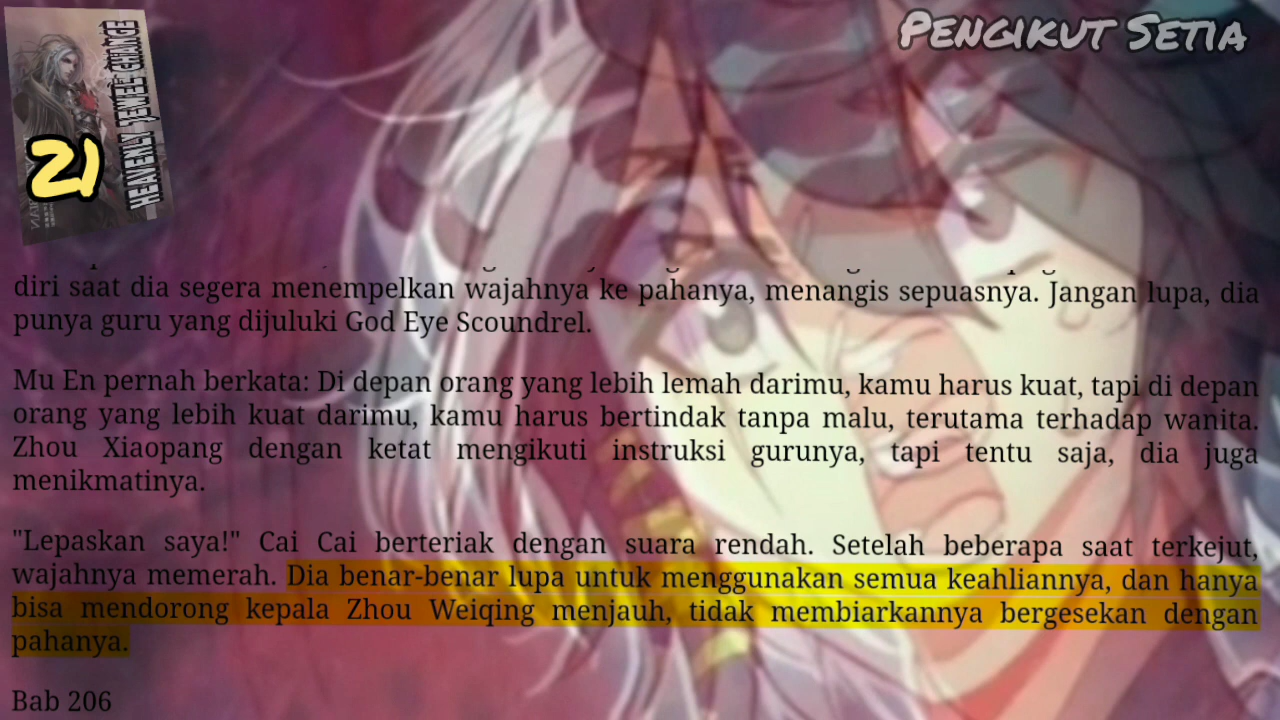 Pengikut Setia
HEAVENLY JEWEL CHANGE
21
diri saat dia segera menempelkan wajahnya ke pahanya, menangis sepuasnya. Jangan lupa, dia
punya guru yang dijuluki God Eye Scoundrel.
Mu En pernah berkata: Di depan orang yang lebih lemah darimu, kamu harus kuat, tapi di depan
orang yang lebih kuat darimu, kamu harus bertindak tanpa malu, terutama terhadap wanita.
Zhou Xiaopang dengan ketat mengikuti instruksi gurunya, tapi tentu saja, dia juga
menikmatinya.
"Lepaskan saya!" Cai Cai berteriak dengan suara rendah. Setelah beberapa saat terkejut,
wajahnya memerah. Dia benar-benar lupa untuk menggunakan semua keahliannya, dan hanya
bisa mendorong kepala Zhou Weiqing menjauh, tidak membiarkannya bergesekan dengan
pahanya.
Bab 206